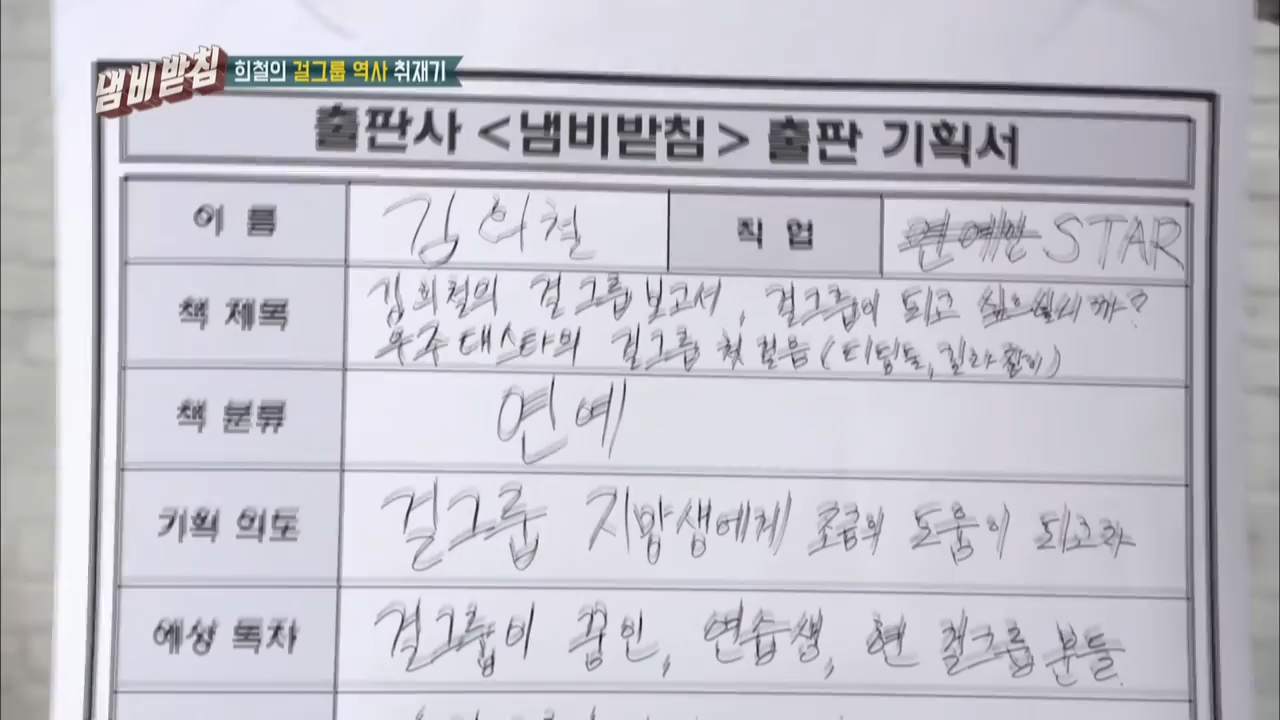 냄비받침 희철의 걸그룹 역사 취재기
출판사 <냄비받침> 출판 기획서
이 름 김희철 직 업 연예인 STAR
책 제목 김희철의 걸그룹 보고서, 걸그룹이 되고 싶으십니까?
우주대스타의 걸그룹 첫걸음 (디딤돌, 길라잡이)
책 분류 연예
기획 의도 걸그룹 지망생에게 조금의 도움이 되고자
예상 독자 걸그룹이 꿈인, 연습생, 현 걸그룹 분들.